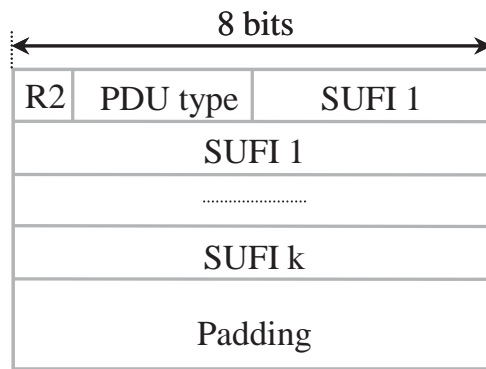 8 bits
R2 PDU type SUFI 1
SUFI 1
........................
SUFI k
Padding